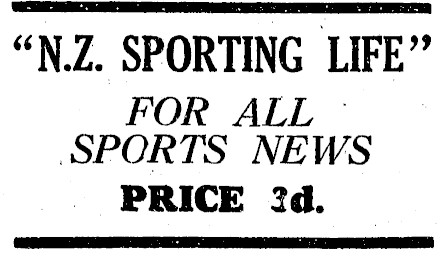 “N.Z. SPORTING LIFE”
FOR ALL
SPORTS NEWS
PRICE 3d.